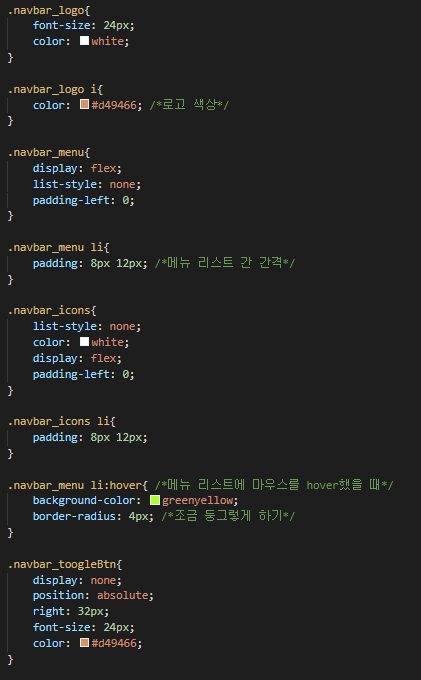 .navbar_logo{
    font-size: 24px;
    color: white;
}

.navbar_logo i{
    color: #d49466; /*로고 색상*/
}

.navbar_menu{
    display: flex;
    list-style: none;
    padding-left: 0;
}

.navbar_menu li{
    padding: 8px 12px; /*메뉴 리스트 간 간격*/
}

.navbar_icons{
    list-style: none;
    color: white;
    display: flex;
    padding-left: 0;
}

.navbar_icons li{
    padding: 8px 12px;
}

.navbar_menu li:hover{ /*메뉴 리스트에 마우스를 hover했을 때*/
    background-color: greenyellow;
    border-radius: 4px; /*조금 둥그렇게 하기*/
}

.navbar_toogleBtn{
    display: none;
    position: absolute;
    right: 32px;
    font-size: 24px;
    color: #d49466;
}